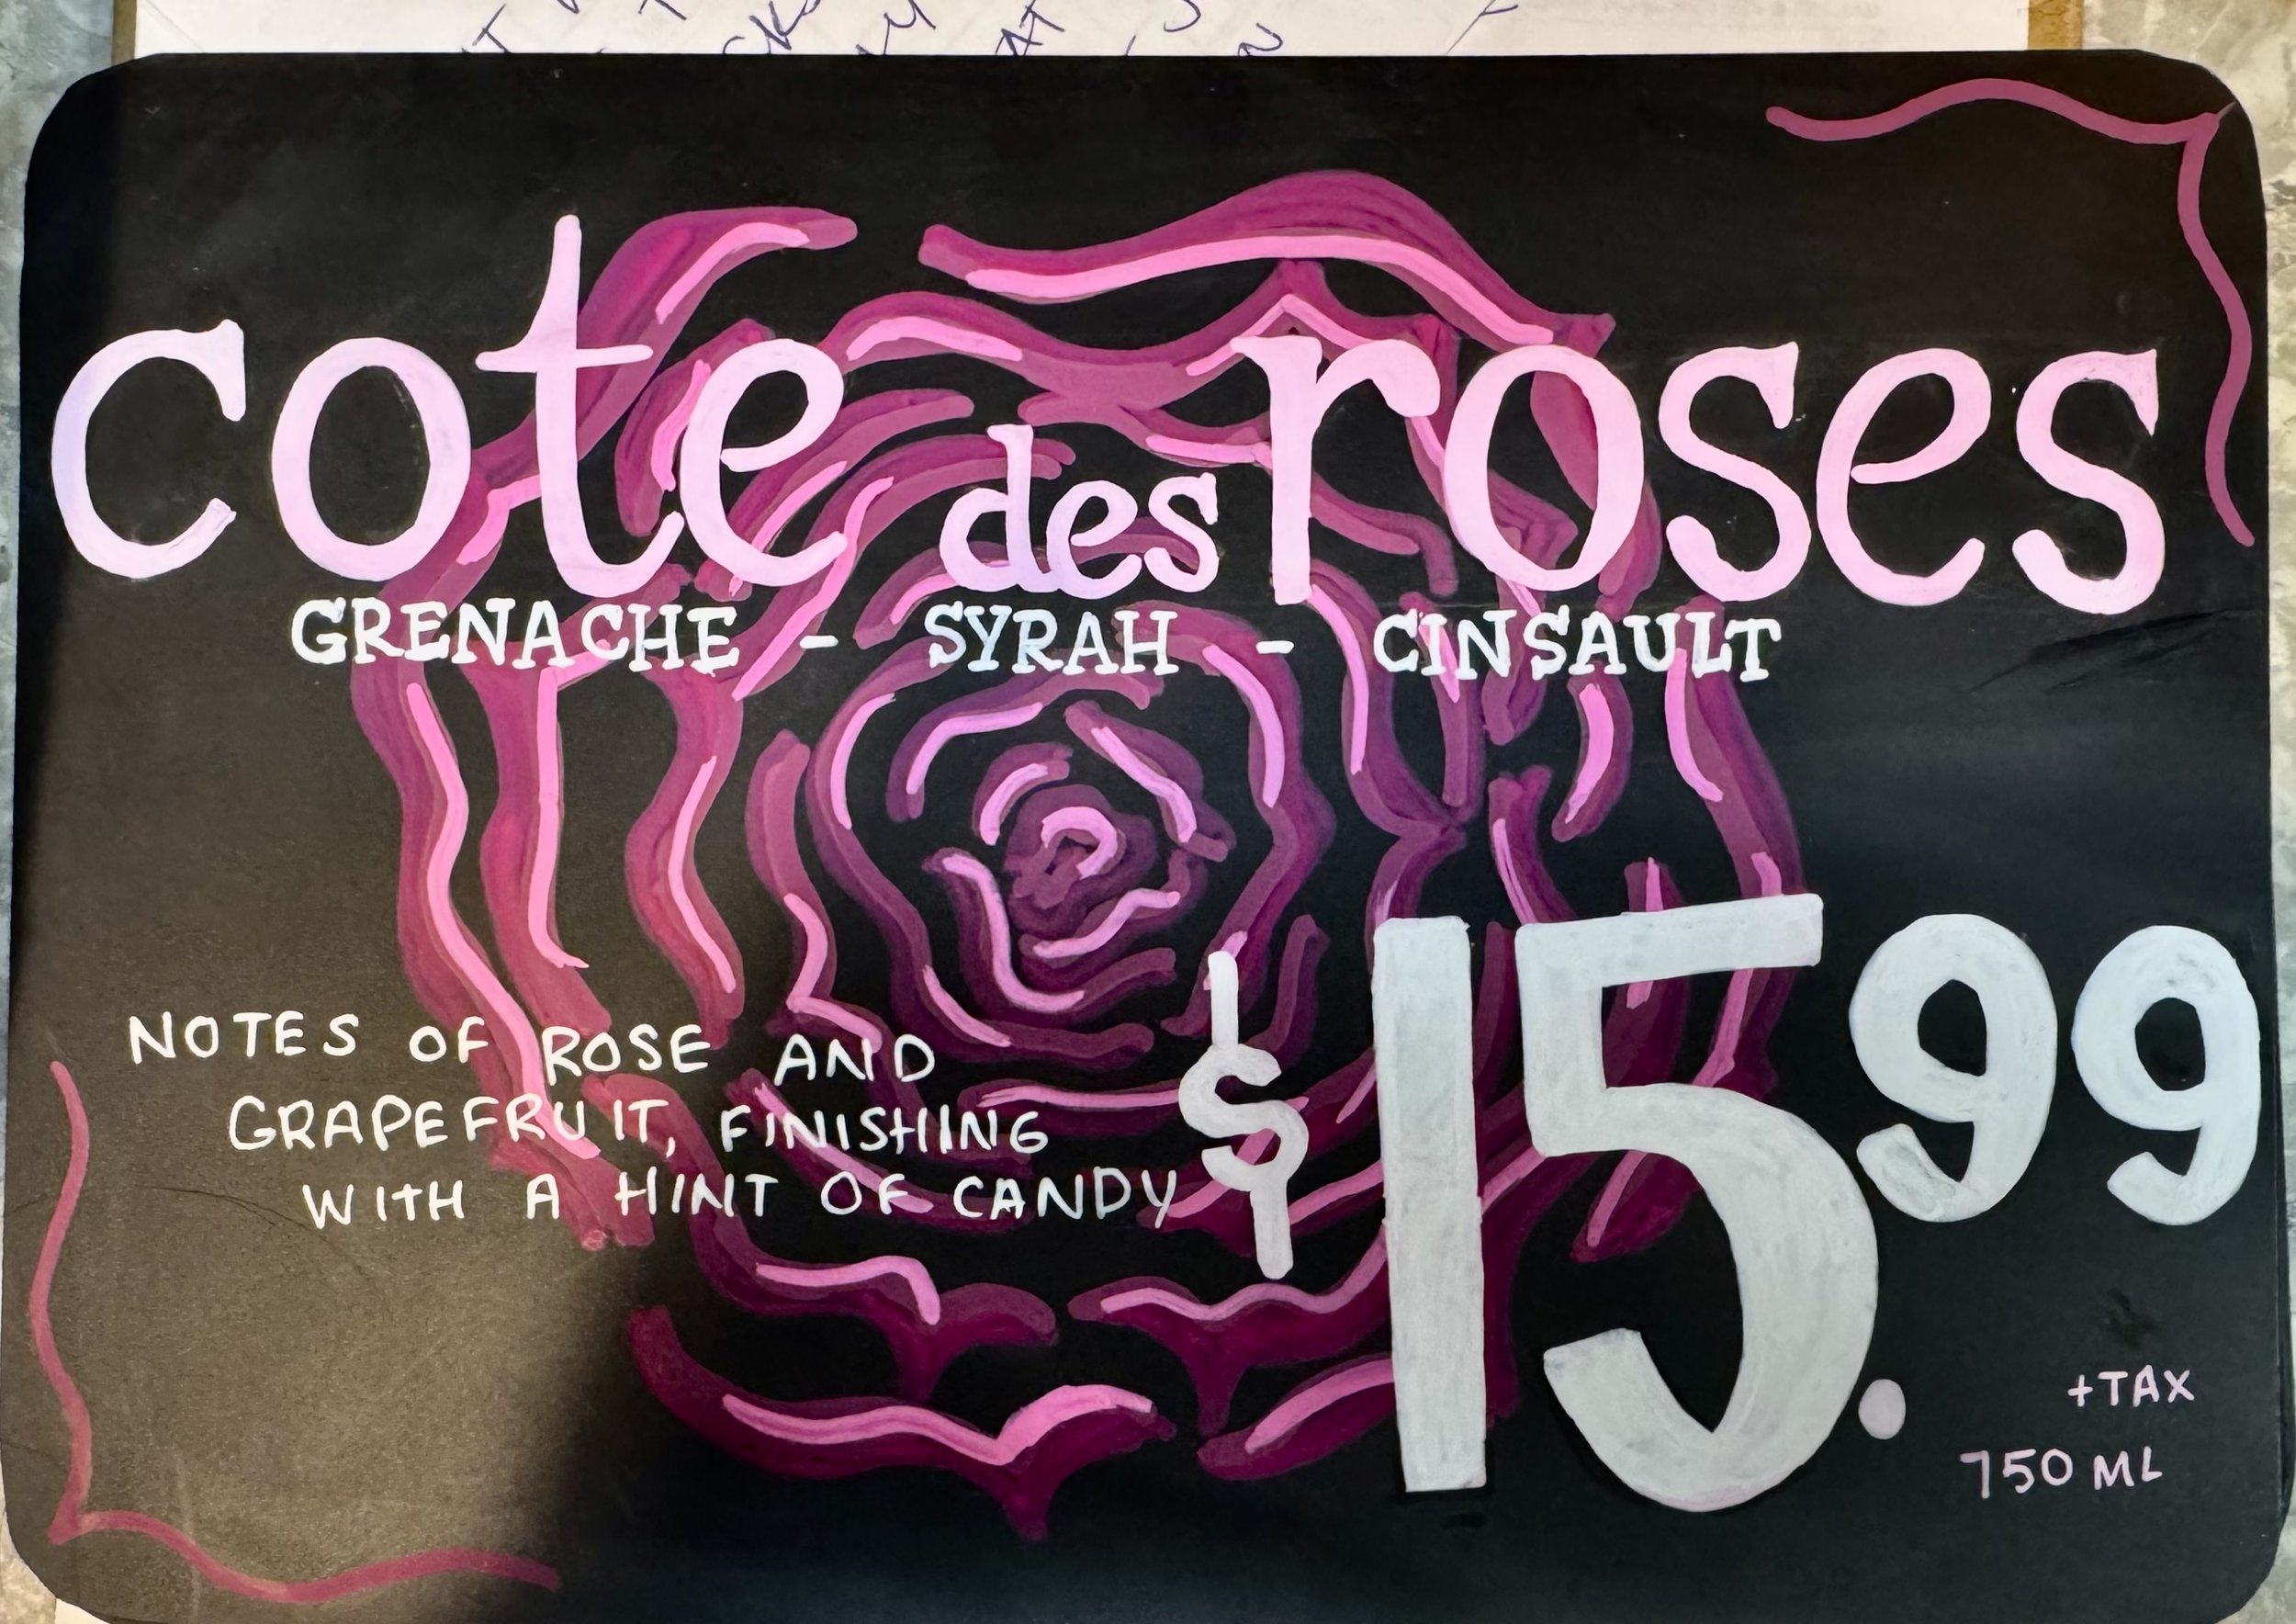 cote des roses
GRENACHE - SYRAH - CINSAULT
NOTES OF ROSE AND
GRAPEFRUIT, FINISHING
WITH A HINT OF CANDY
$15.99
+TAX
750 ML